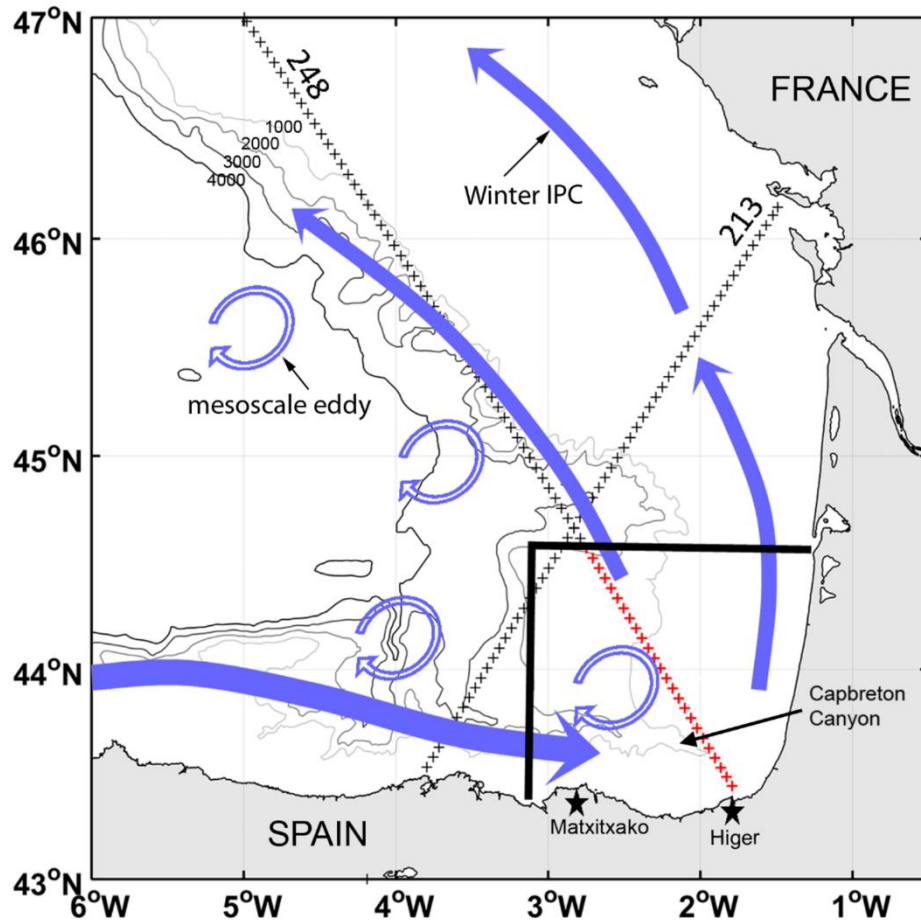 47°N
46°N
45°N
44°N
43°N
6°W
5°W
4°W
3°W
2°W
1°W
248
FRANCE
1000
2000
3000
4000
Winter IPC
213
mesoscale eddy
Capbreton
Canyon
SPAIN
Matxitxako
Higer